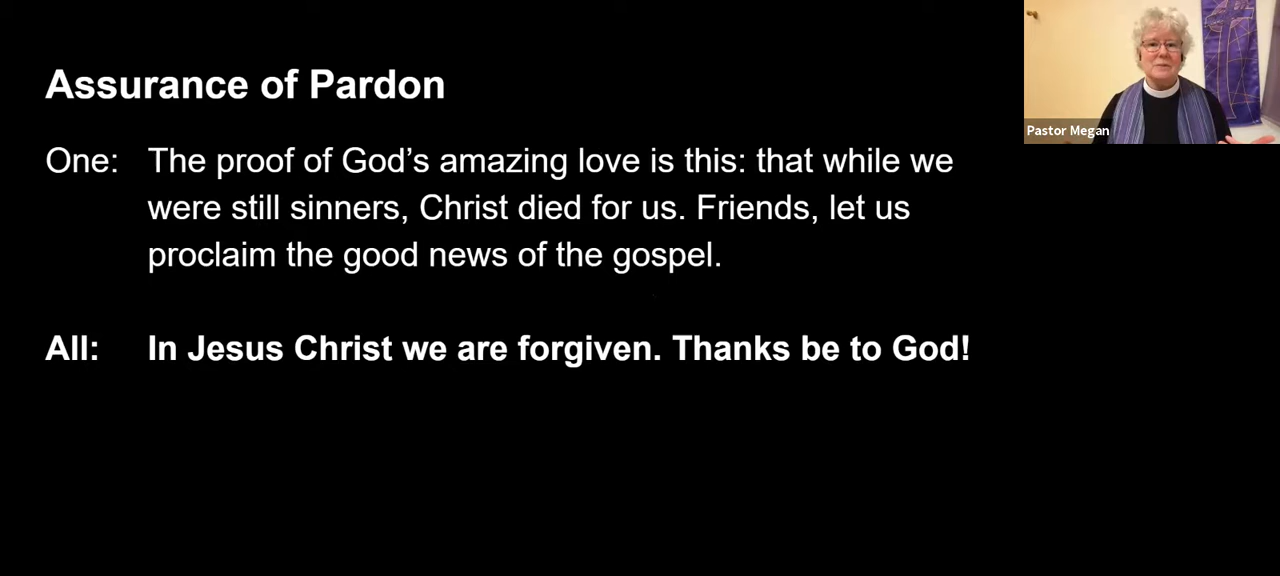 Assurance of Pardon
Pastor Megan
One: The proof of God’s amazing love is this: that while we
were still sinners, Christ died for us. Friends, let us
proclaim the good news of the gospel.
All: In Jesus Christ we are forgiven. Thanks be to God!